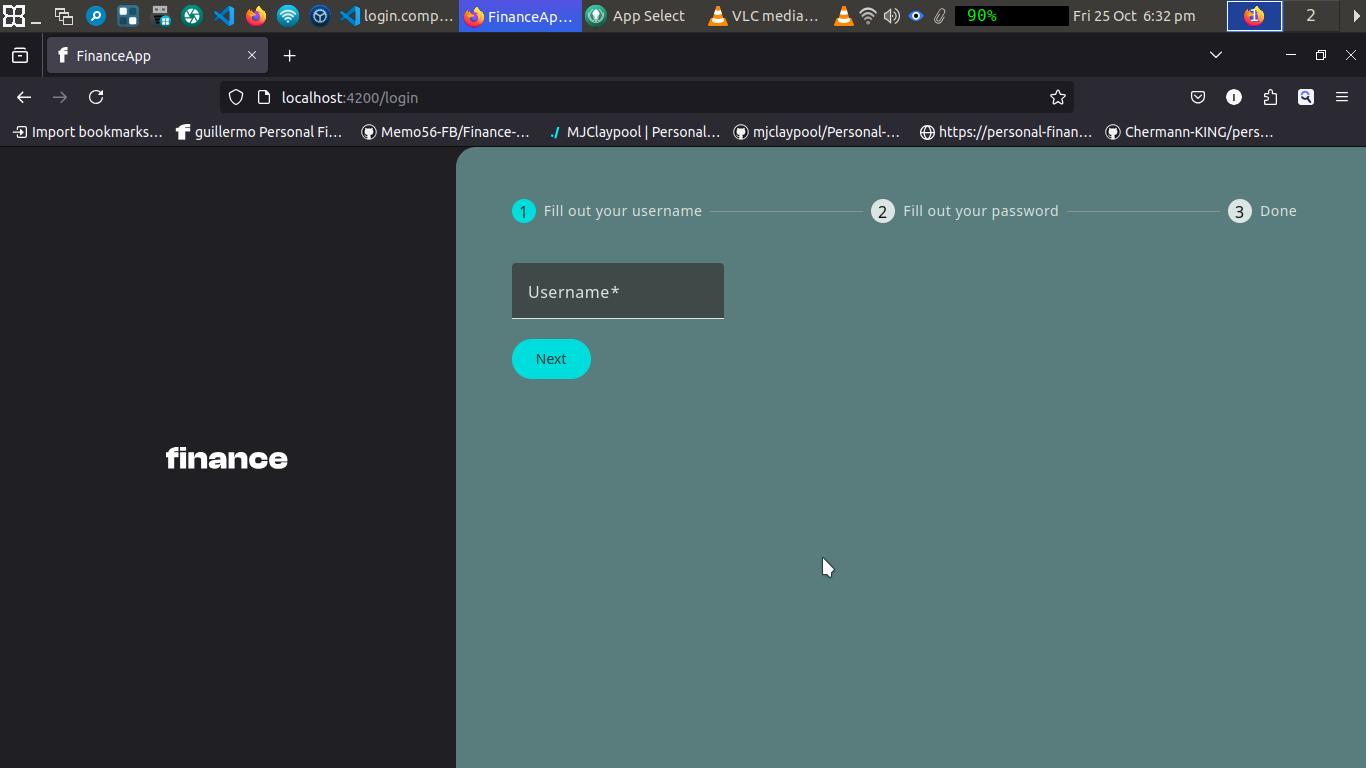 login.comp... FinanceAp... App Select VLC media... 90% Fri 25 Oct 6:32 pm 1 2
FinanceApp
localhost:4200/login
Import bookmarks... guillermo Personal Fi... Memo56-FB/Finance-... MJClaypool | Personal... mjclaypool/Personal-... https://personal-finan... Chermann-KING/pers...
1 Fill out your username 2 Fill out your password 3 Done
Username*
Next
finance